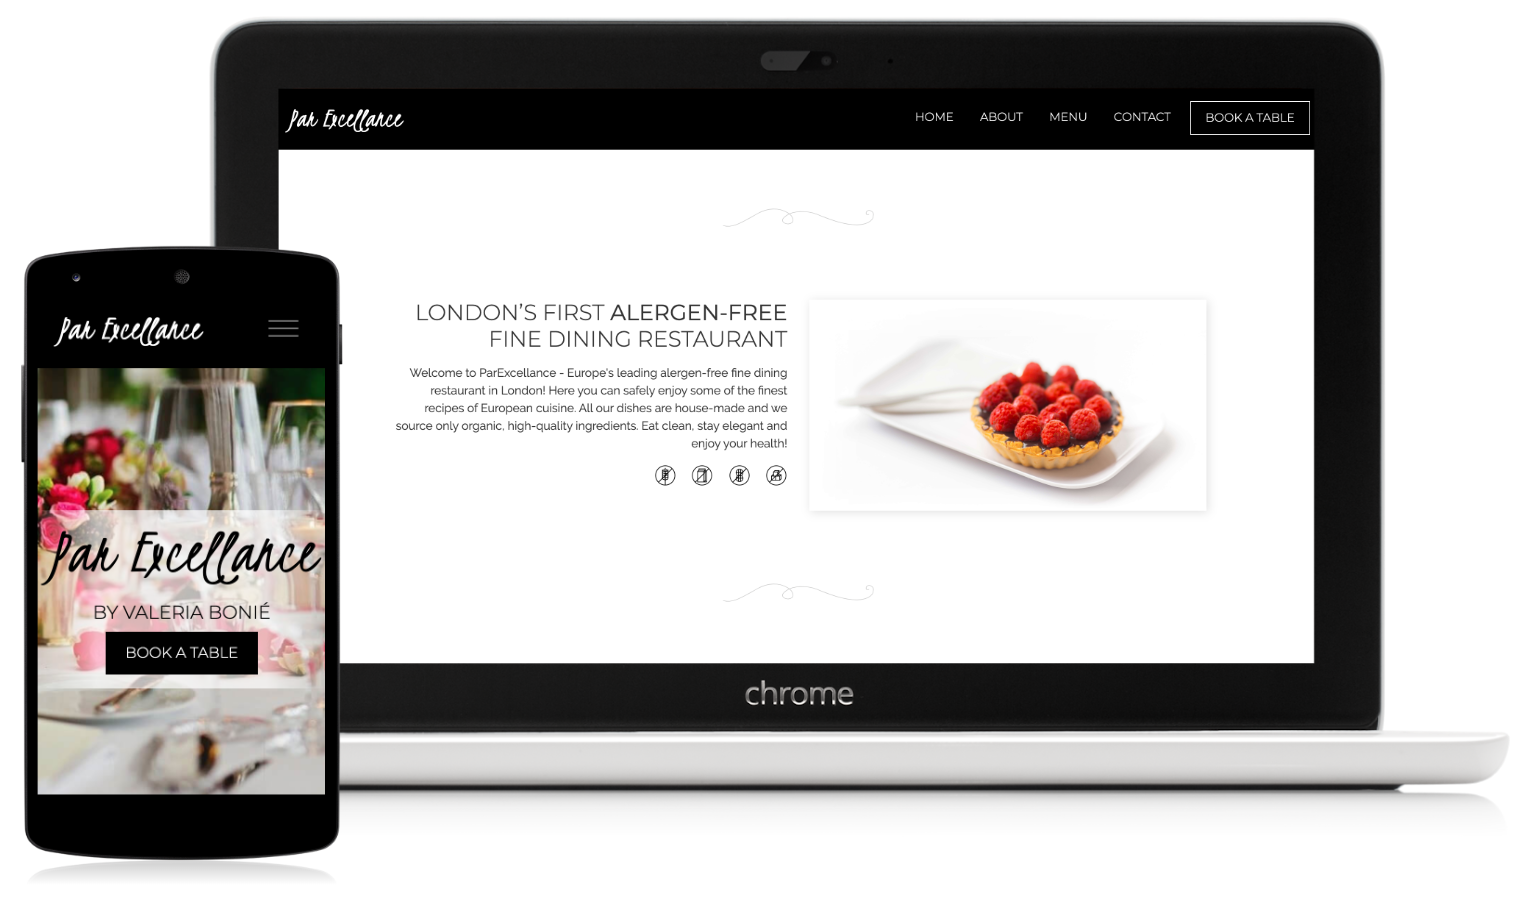 Par Excellance
HOME ABOUT MENU CONTACT BOOK A TABLE
LONDON'S FIRST ALERGEN-FREE
FINE DINING RESTAURANT
Welcome to ParExcellance - Europe's leading alergen-free fine dining
restaurant in London! Here you can safely enjoy some of the finest
recipes of European cuisine. All our dishes are house-made and we
source only organic, high-quality ingredients. Eat clean, stay elegant and
enjoy your health!
chrome
Par Excellance
Par Excellance
BY VALERIA BONIÉ
BOOK A TABLE